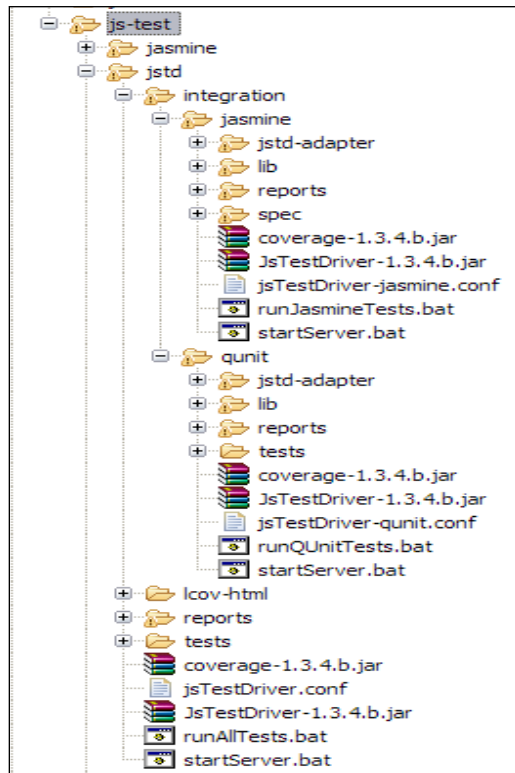 js-test
jasmine
jstd
integration
jasmine
jstd-adapter
lib
reports
spec
coverage-1.3.4.b.jar
JsTestDriver-1.3.4.b.jar
jsTestDriver-jasmine.conf
runJasmineTests.bat
startServer.bat
qunit
jstd-adapter
lib
reports
tests
coverage-1.3.4.b.jar
JsTestDriver-1.3.4.b.jar
jsTestDriver-qunit.conf
runQUnitTests.bat
startServer.bat
lcov-html
reports
tests
coverage-1.3.4.b.jar
jsTestDriver.conf
JsTestDriver-1.3.4.b.jar
runAllTests.bat
startServer.bat